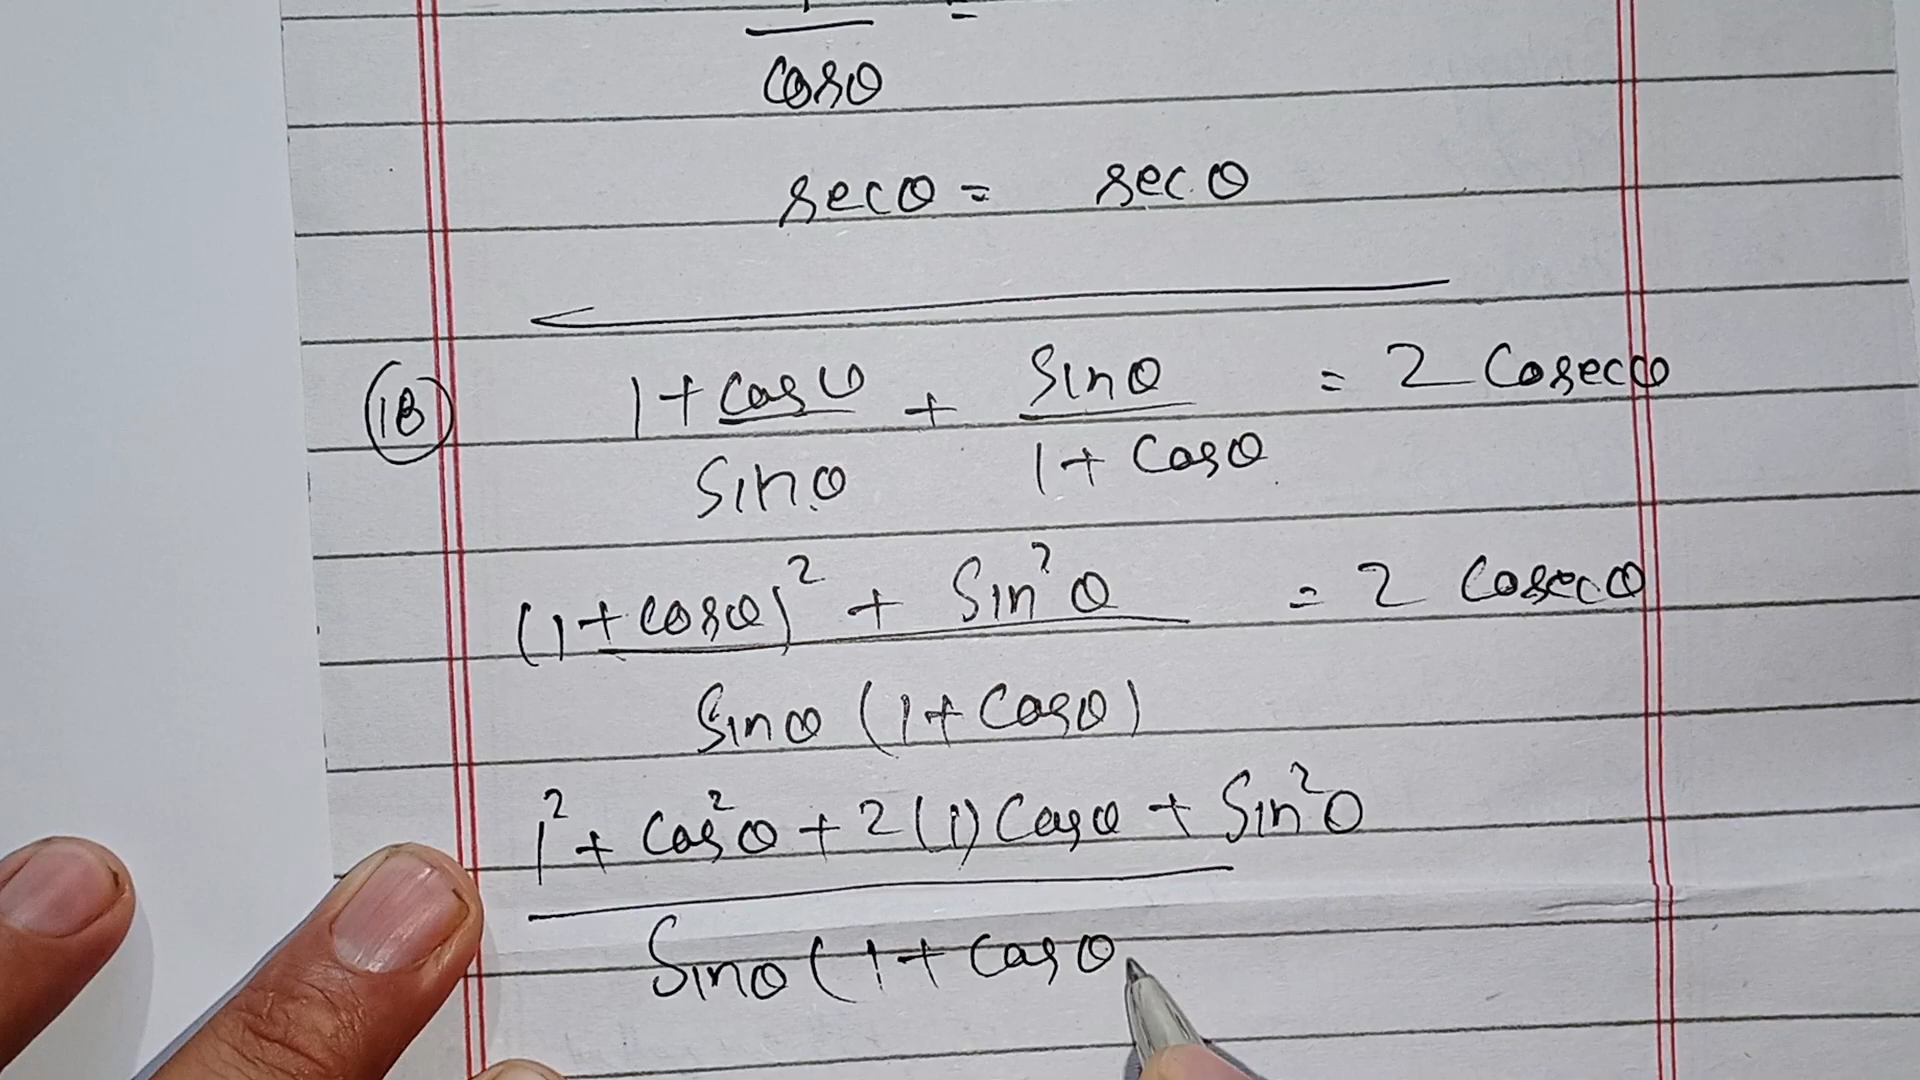 cosθ
secθ = secθ
(18) 1+cosθ/sinθ + sinθ/1+cosθ = 2 cosecθ
(1+cosθ)² + sin²θ / sinθ (1+cosθ) = 2 cosecθ
1² + cos²θ + 2(1)cosθ + sin²θ
sinθ (1+cosθ